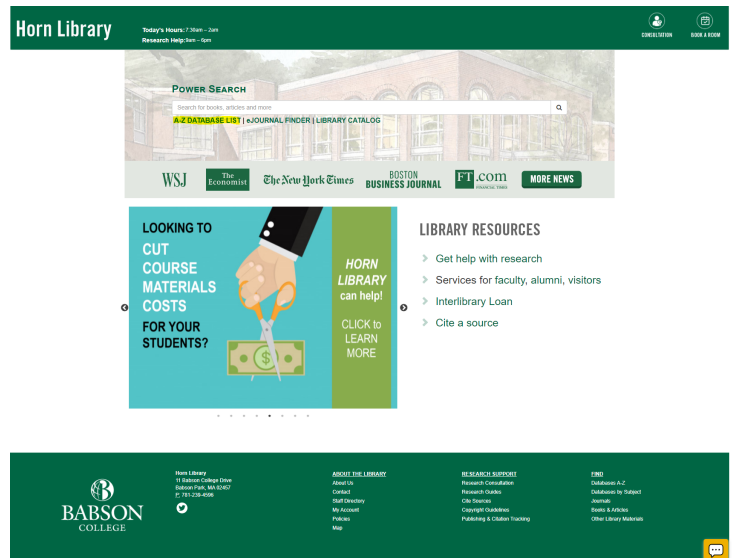 Horn Library
Today's Hours: 7:30am – 2am
Research Help: 9am – 6pm
CONSULTATION
BOOK A ROOM
POWER SEARCH
Search for books, articles and more
A-Z DATABASE LIST | eJOURNAL FINDER | LIBRARY CATALOG
WSJ
The Economist
The New York Times
BOSTON BUSINESS JOURNAL
FT.com
FINANCIAL TIMES
MORE NEWS
LOOKING TO
CUT
COURSE
MATERIALS
COSTS
FOR YOUR
STUDENTS?
HORN
LIBRARY
can help!
CLICK to
LEARN
MORE
LIBRARY RESOURCES
Get help with research
Services for faculty, alumni, visitors
Interlibrary Loan
Cite a source
BABSON
COLLEGE
Horn Library
11 Babson College Drive
Babson Park, MA 02457
P: 781-239-4596
ABOUT THE LIBRARY
About Us
Contact
Staff Directory
My Account
Policies
Map
RESEARCH SUPPORT
Research Consultation
Research Guides
Cite Sources
Copyright Guidelines
Publishing & Citation Tracking
FIND
Databases A-Z
Databases by Subject
Journals
Books & Articles
Other Library Materials